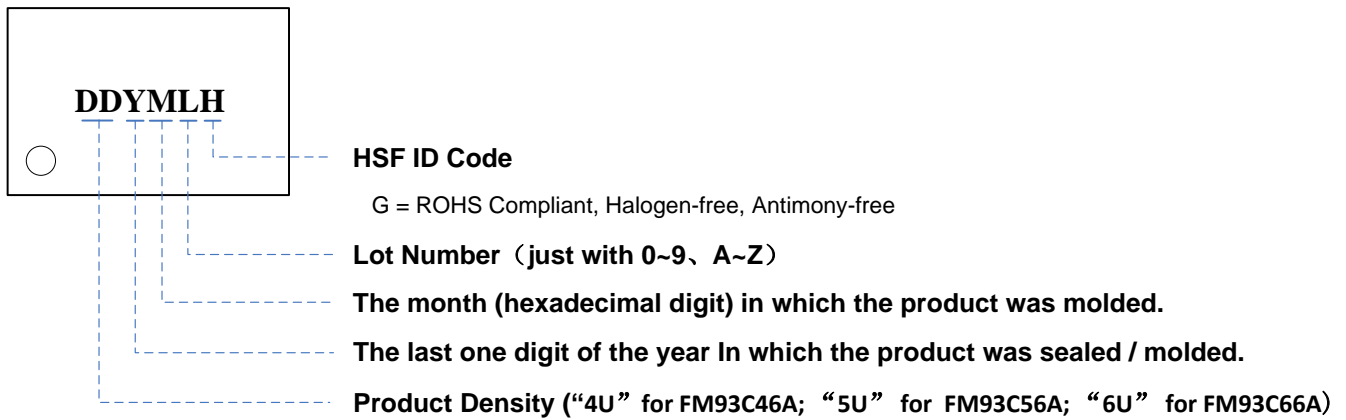 DDYMLH
HSF ID Code
G = ROHS Compliant, Halogen-free, Antimony-free
Lot Number（just with 0~9、A~Z）
The month (hexadecimal digit) in which the product was molded.
The last one digit of the year In which the product was sealed / molded.
Product Density (“4U” for FM93C46A; “5U” for FM93C56A; “6U” for FM93C66A）